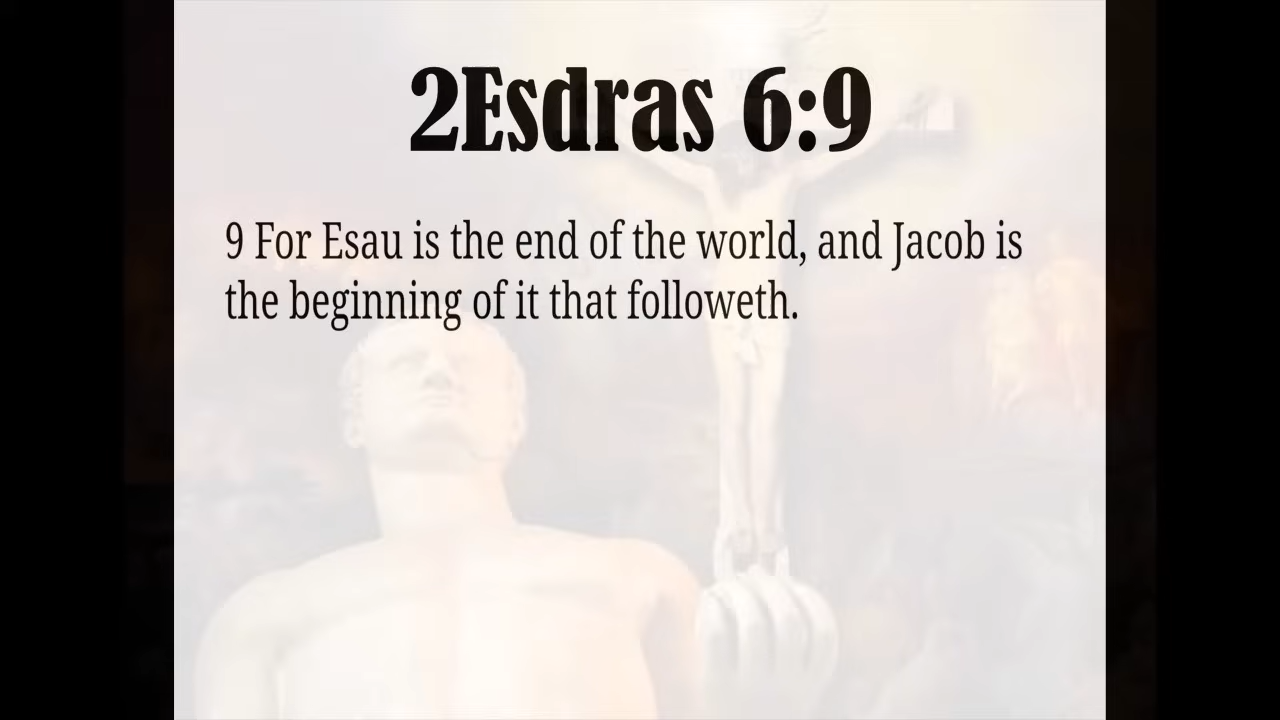 2Esdras 6:9
9 For Esau is the end of the world, and Jacob is
the beginning of it that followeth.